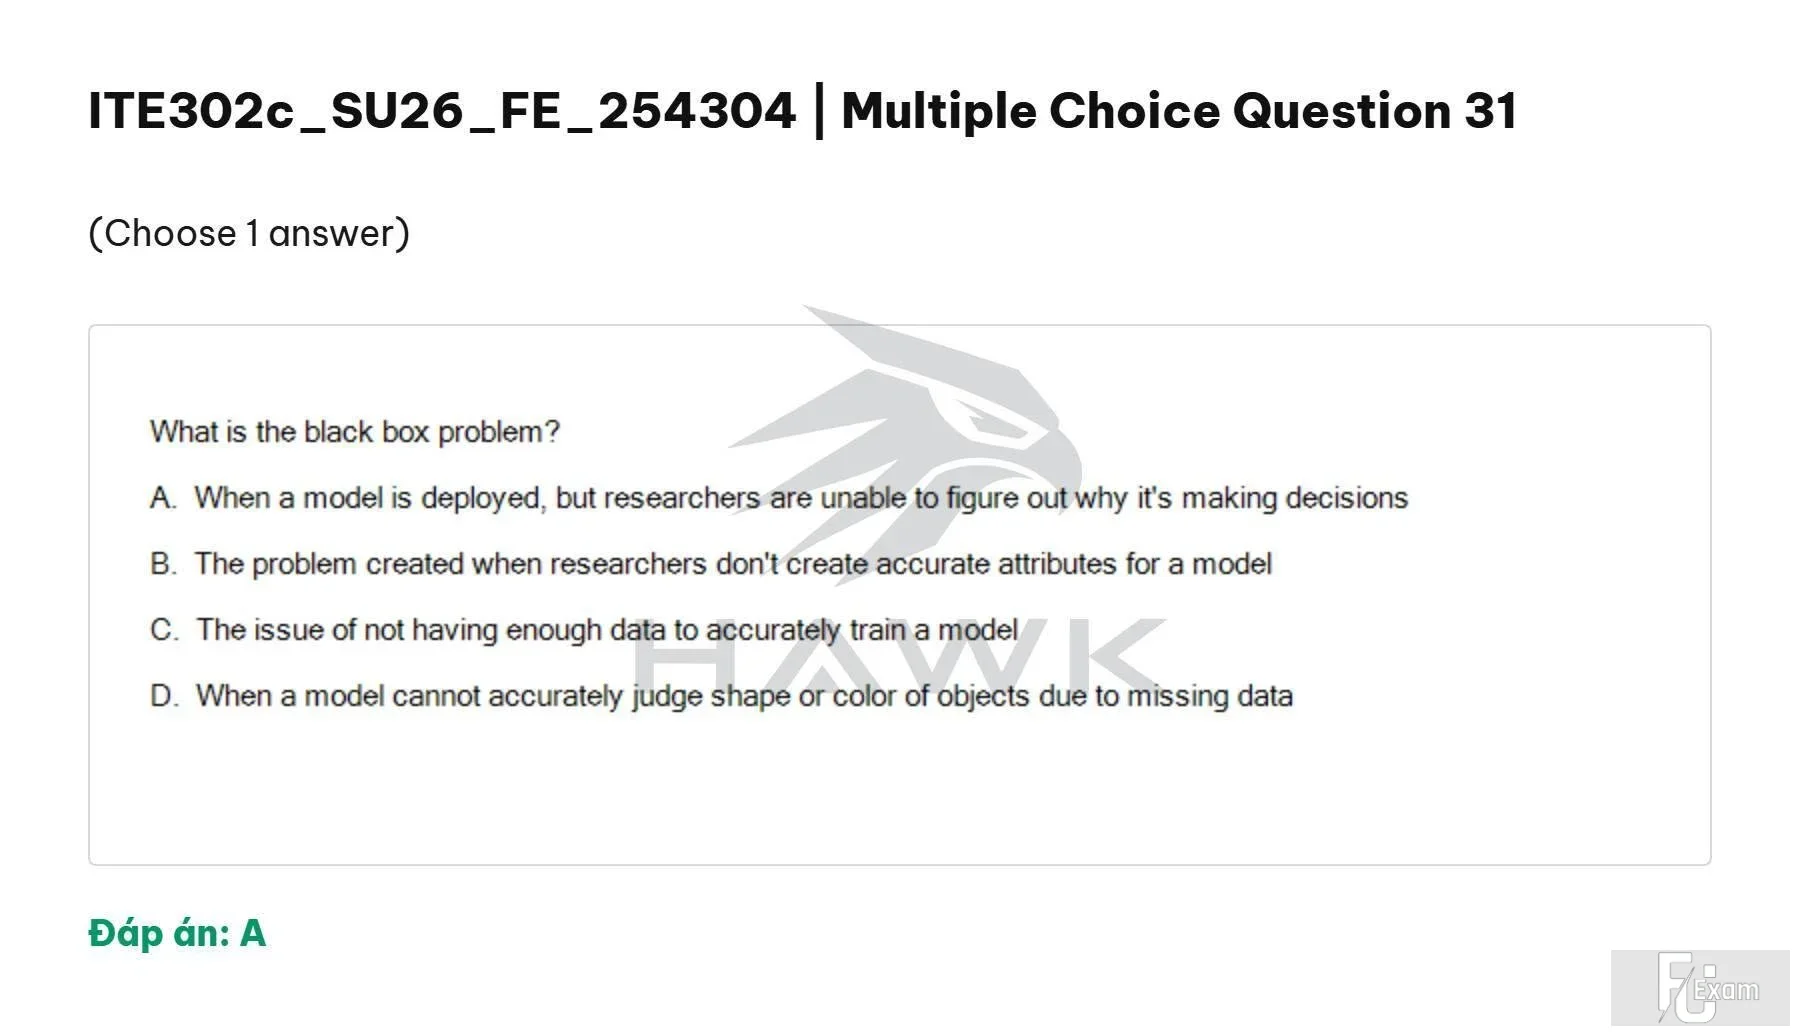 ITE302c_SU26_FE_254304 | Multiple Choice Question 31
(Choose 1 answer)
What is the black box problem?
A. When a model is deployed, but researchers are unable to figure out why it's making decisions
B. The problem created when researchers don't create accurate attributes for a model
C. The issue of not having enough data to accurately train a model
D. When a model cannot accurately judge shape or color of objects due to missing data
HAWK
Đáp án: A
FU Exam